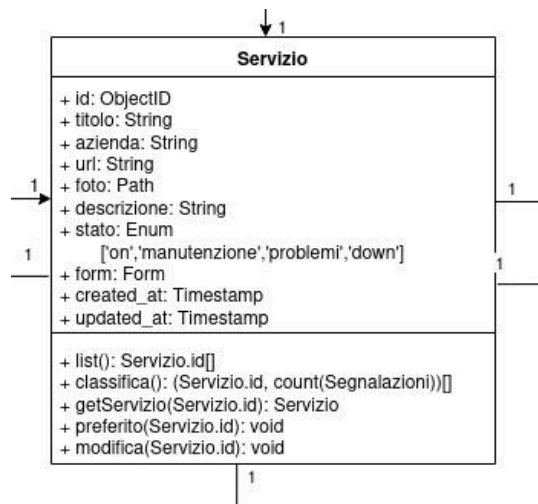 1
Servizio
+ id: ObjectID
+ titolo: String
+ azienda: String
+ url: String
1
+ foto: Path
1
+ descrizione: String
+ stato: Enum
1
['on','manutenzione','problemi','down']
1
+ form: Form
+ created_at: Timestamp
+ updated_at: Timestamp
+ list(): Servizio.id[]
+ classifica(): (Servizio.id, count(Segnalazioni))[]
+ getServizio(Servizio.id): Servizio
+ preferito(Servizio.id): void
+ modifica(Servizio.id): void
1